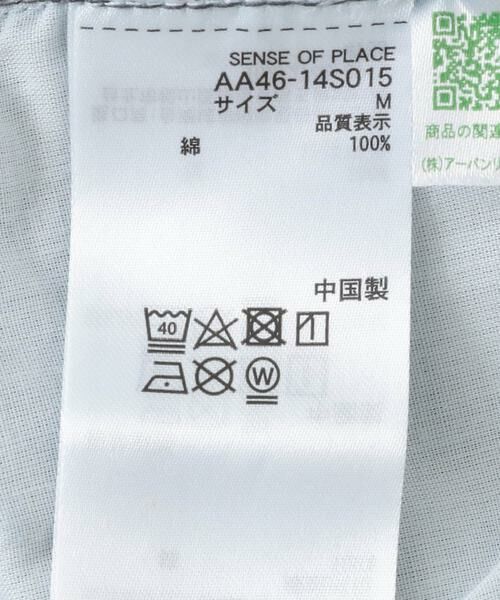 SENSE OF PLACE
AA46-14S015
サイズ M
品質表示
綿 100%
中国製
40
W
商品の関連
(株)アーバンリ